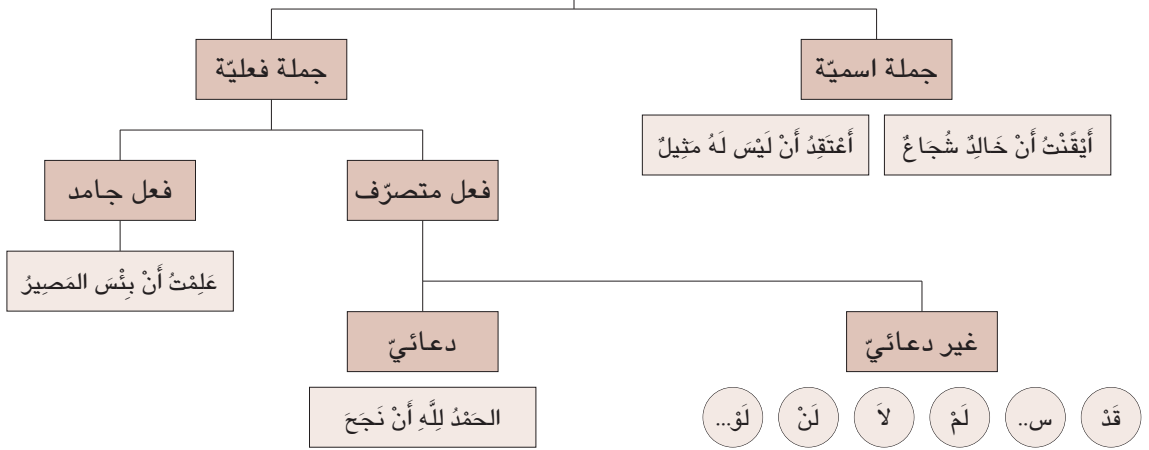 جملة اسميّة
جملة فعليّة
أَيْقَنْتُ أَنْ خَالِدٌ شُجَاعٌ
أَعْتَقِدُ أَنْ لَيْسَ لَهُ مَثِيلٌ
فعل متصرّف
فعل جامد
عَلِمْتُ أَنْ بِئْسَ المَصِيرُ
غير دعائيّ
دعائيّ
قَدْ
س..
لَمْ
لاَ
لَنْ
لَوْ...
الحَمْدُ لِلَّهِ أَنْ نَجَحَ